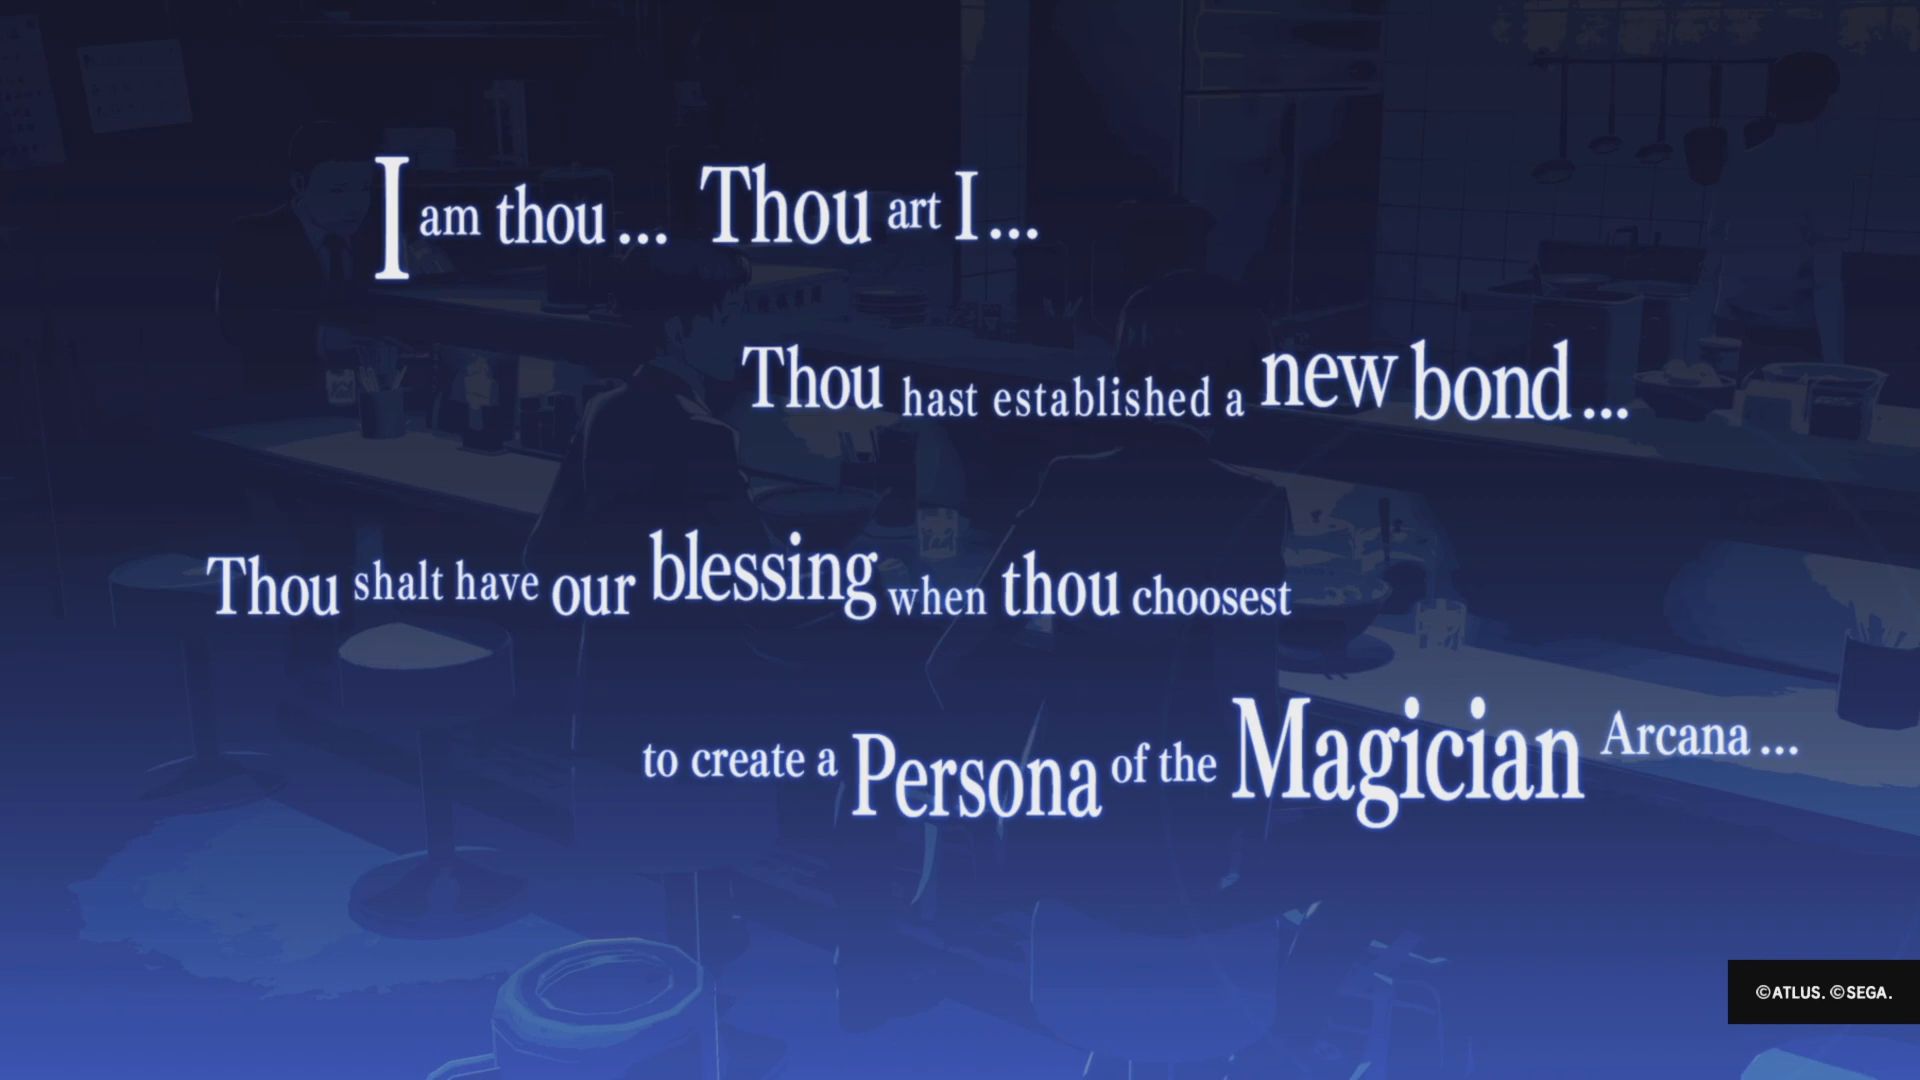 I am thou... Thou art I...
Thou hast established a new bond...
Thou shalt have our blessing when thou choosest
to create a Persona of the Magician Arcana...
©ATLUS. ©SEGA.